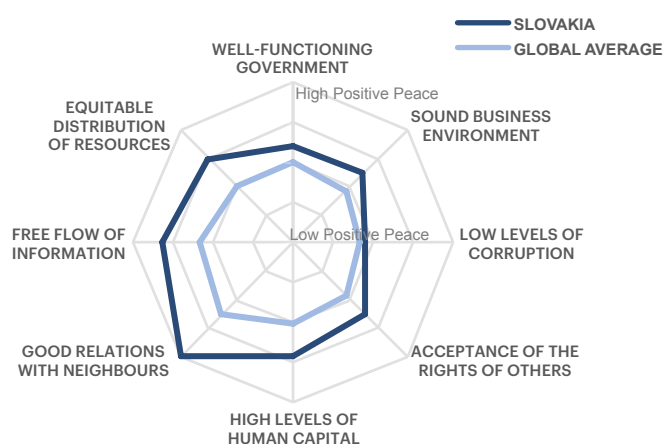 SLOVAKIA
GLOBAL AVERAGE
WELL-FUNCTIONING
GOVERNMENT
High Positive Peace
EQUITABLE
DISTRIBUTION
OF RESOURCES
SOUND BUSINESS
ENVIRONMENT
FREE FLOW OF
INFORMATION
Low Positive Peace
LOW LEVELS OF
CORRUPTION
GOOD RELATIONS
WITH NEIGHBOURS
ACCEPTANCE OF THE
RIGHTS OF OTHERS
HIGH LEVELS OF
HUMAN CAPITAL